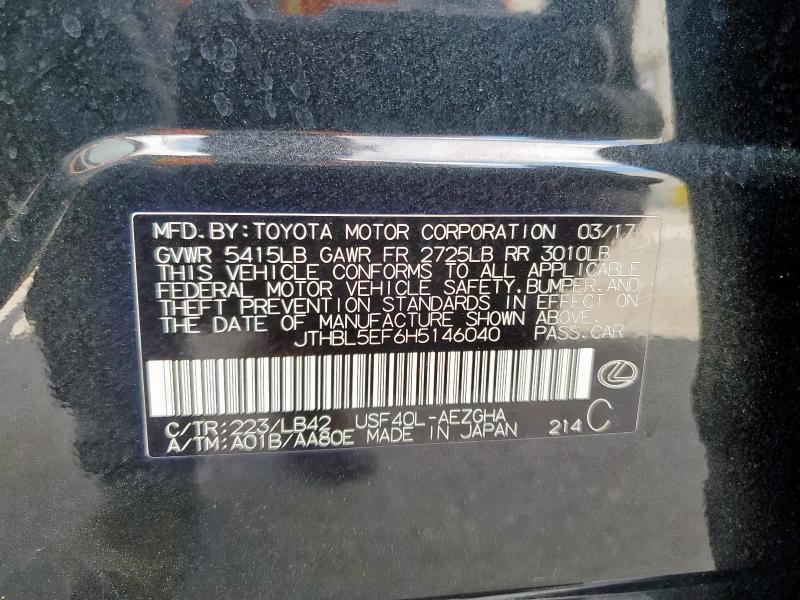 MFD. BY: TOYOTA MOTOR CORPORATION 03/17
GVWR 5415LB GAWR FR 2725LB RR 3010LB
THIS VEHICLE CONFORMS TO ALL APPLICABLE
FEDERAL MOTOR VEHICLE SAFETY, BUMPER, AND
THEFT PREVENTION STANDARDS IN EFFECT ON
THE DATE OF MANUFACTURE SHOWN ABOVE.
JTHBL5EF6H5146040 PASS. CAR
C/TR: 223/LB42 USF40L-AEZGHA
A/TM: A01B/AA80E MADE IN JAPAN 214 C